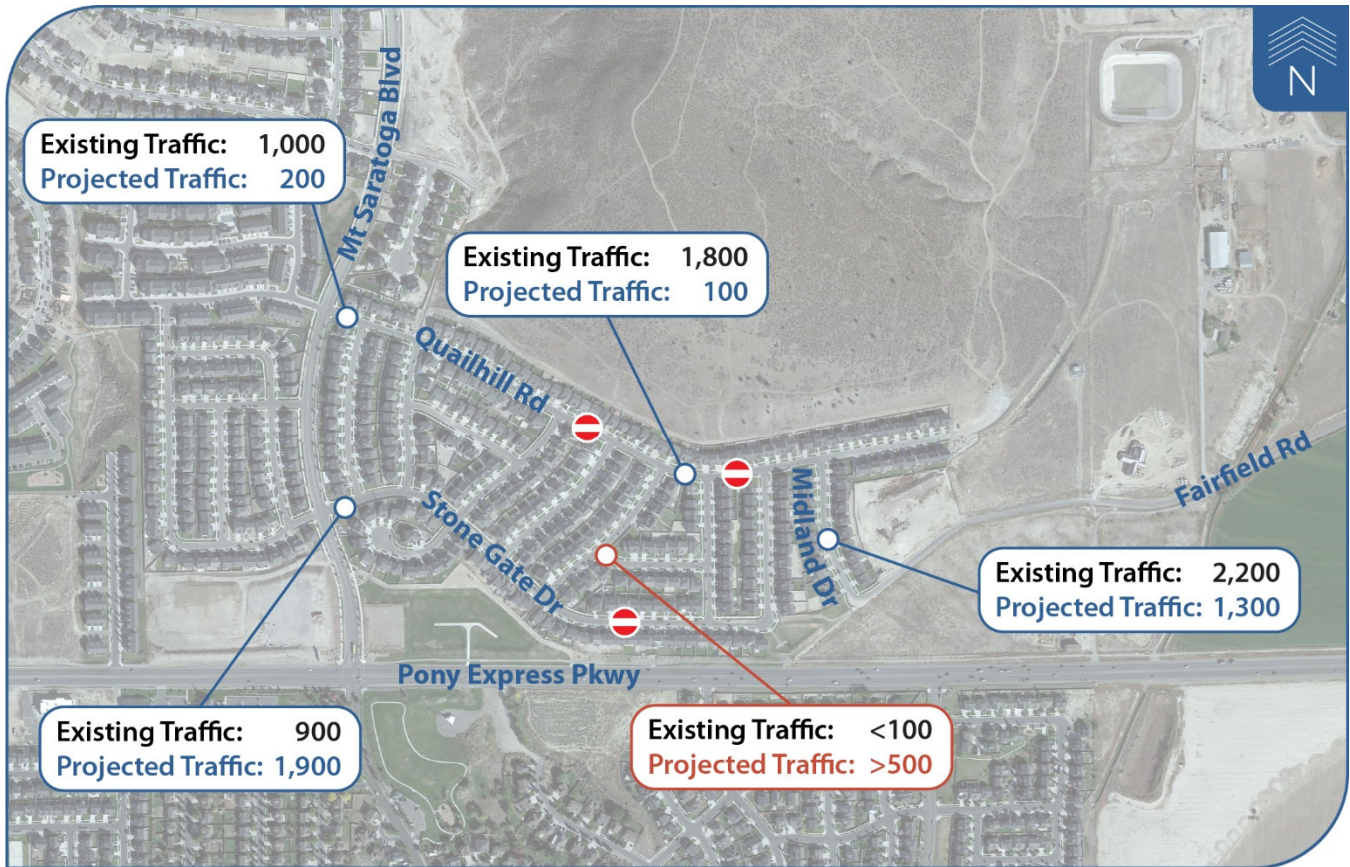 N
Mt Saratoga Blvd
Existing Traffic: 1,000
Projected Traffic: 200
Existing Traffic: 1,800
Projected Traffic: 100
Quailhill Rd
Fairfield Rd
Midland Dr
Stone Gate Dr
Existing Traffic: 2,200
Projected Traffic: 1,300
Pony Express Pkwy
Existing Traffic: 900
Projected Traffic: 1,900
Existing Traffic: <100
Projected Traffic: >500